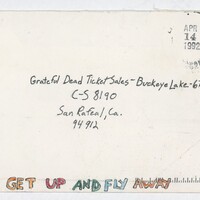 APR
14
1992
Grateful Dead Ticket Sales - Buckeye Lake - 6/
C-S 8190
San Rafael, Ca.
94912
GET UP AND FLY AWAY